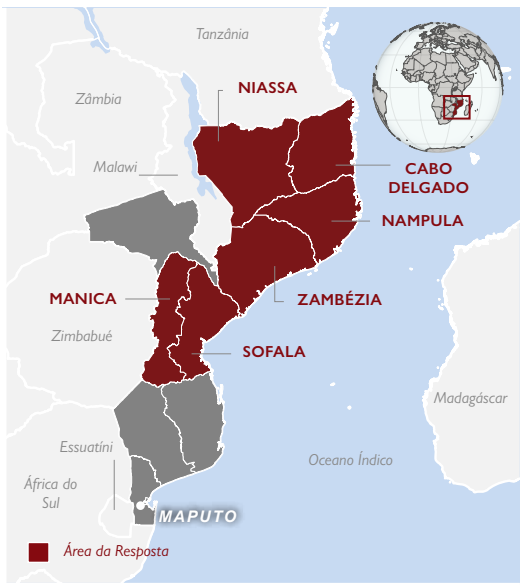 Tanzânia
NIASSA
Zâmbia
Malawi
CABO
DELGADO
NAMPULA
MANICA
ZAMBÉZIA
Zimbabué
SOFALA
Madagáscar
Essuatíni
Oceano Índico
África do
Sul
MAPUTO
Área da Resposta